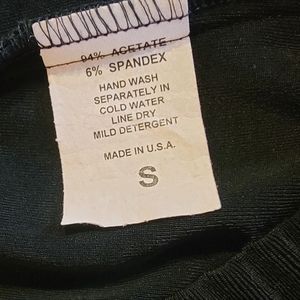 94% ACETATE
6% SPANDEX
HAND WASH
SEPARATELY IN
COLD WATER
LINE DRY
MILD DETERGENT
MADE IN U.S.A.
S